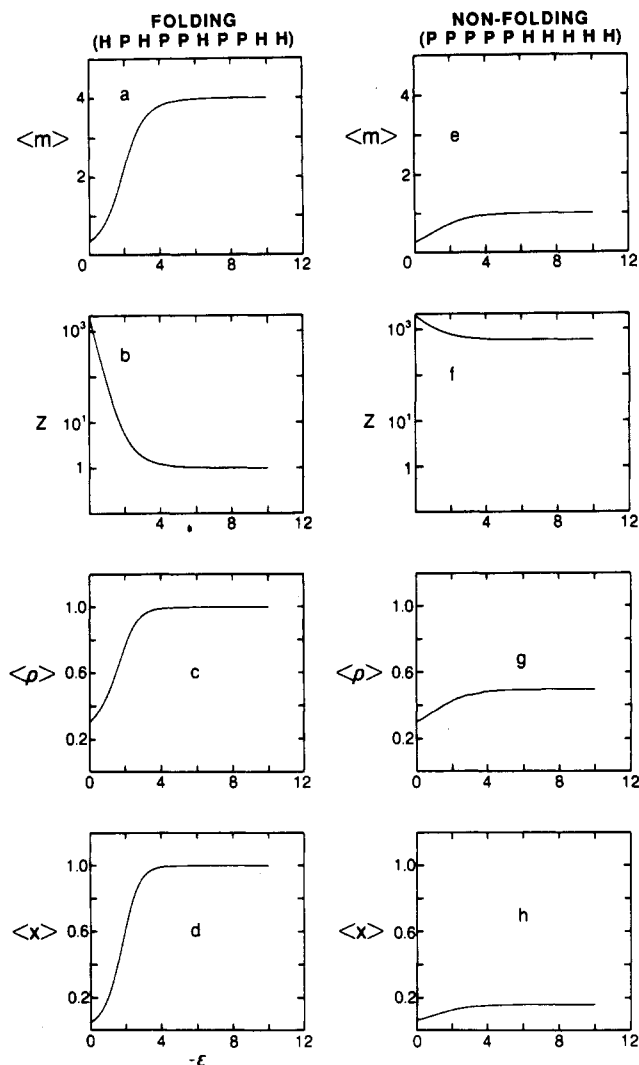 FOLDING
(H P H P P H P P H H)
NON-FOLDING
(P P P P P H H H H H)
<m>
4
2
0 4 8 12
a
<m>
4
2
0 4 8 12
e
Z
10³
10¹
1
4 8 12
b
Z
10³
10¹
1
4 8 12
f
<ρ>
1.0
0.6
0.2
0 4 8 12
c
<ρ>
1.0
0.6
0.2
0 4 8 12
g
<x>
1.0
0.6
0.2
0 4 8 12
d
-ε
<x>
1.0
0.6
0.2
0 4 8 12
h